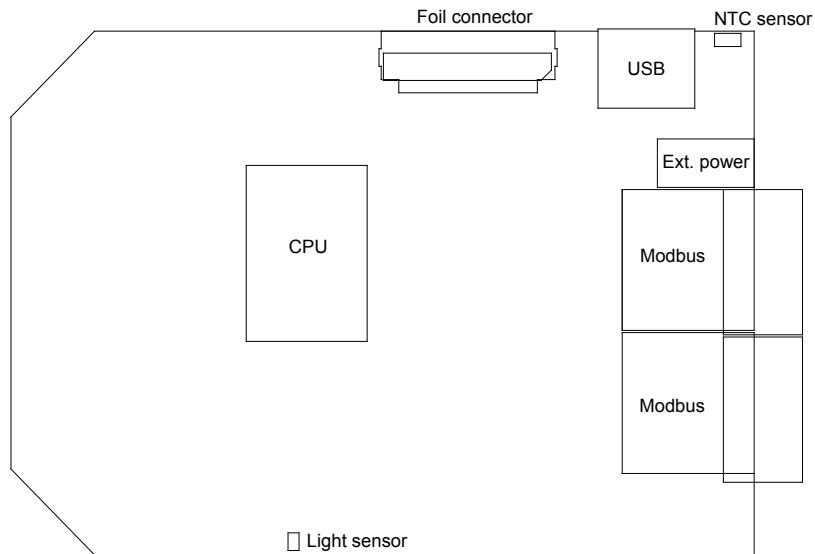 Foil connector
NTC sensor
USB
Ext. power
CPU
Modbus
Modbus
Light sensor